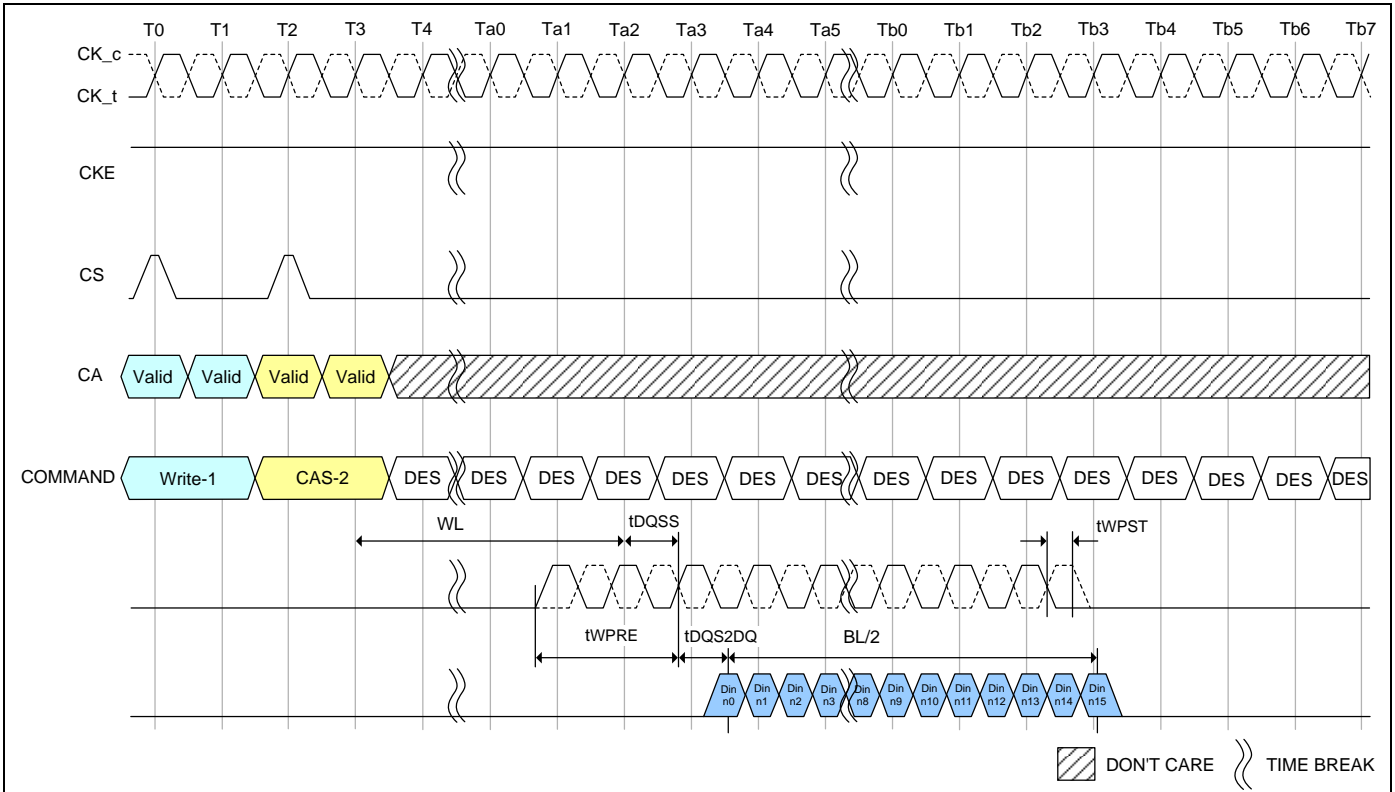 T0 T1 T2 T3 T4 Ta0 Ta1 Ta2 Ta3 Ta4 Ta5 Tb0 Tb1 Tb2 Tb3 Tb4 Tb5 Tb6 Tb7
CK_c
CK_t
CKE
CS
CA Valid Valid Valid Valid
COMMAND Write-1 CAS-2 DES DES DES DES DES DES DES DES DES DES DES DES DES DES DES
WL tDQSS tWPST
tWPRE tDQS2DQ BL/2
Din Din Din Din Din Din Din Din Din Din Din Din
n0 n1 n2 n3 n8 n9 n10 n11 n12 n13 n14 n15
DON'T CARE TIME BREAK